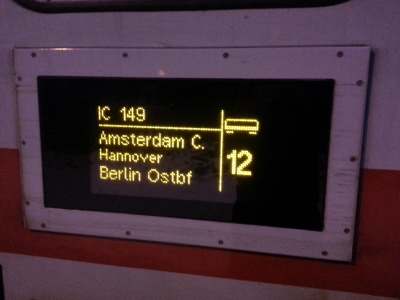 IC 149
Amsterdam C.
Hannover
Berlin Ostbf
12